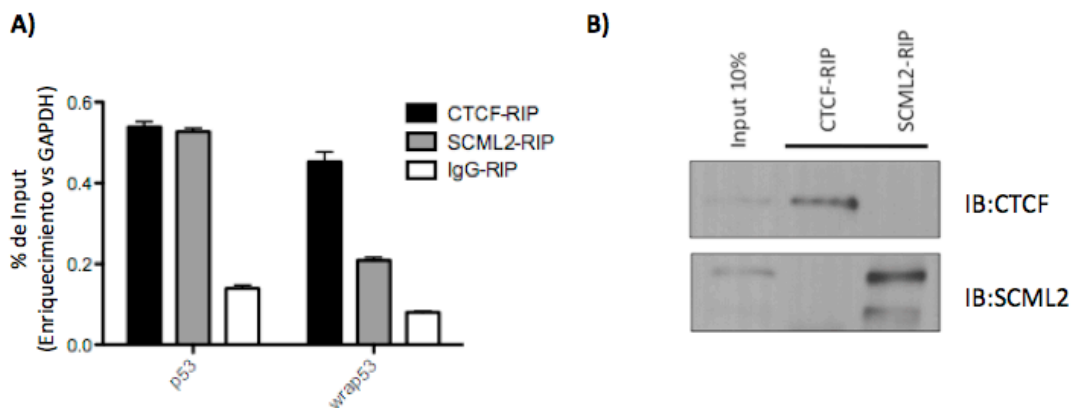 A)
% de Input
(Enriquecimiento vs GAPDH)
0.6
0.4
0.2
0.0
CTCF-RIP
SCML2-RIP
IgG-RIP
p53
wrap53
B)
Input 10%
CTCF-RIP
SCML2-RIP
IB:CTCF
IB:SCML2